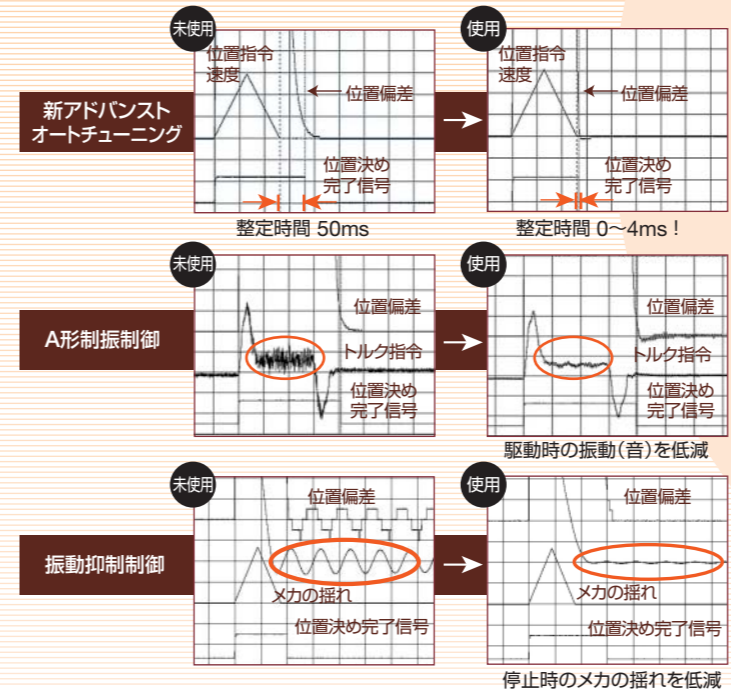 新アドバンスト
オートチューニング
未使用
位置指令
速度
位置偏差
位置決め
完了信号
整定時間 50ms
使用
位置指令
速度
位置偏差
位置決め
完了信号
整定時間 0～4ms！
A形制振制御
未使用
位置偏差
トルク指令
位置決め
完了信号
使用
位置偏差
トルク指令
位置決め
完了信号
駆動時の振動（音）を低減
振動抑制制御
未使用
位置偏差
メカの揺れ
位置決め完了信号
使用
位置偏差
メカの揺れ
位置決め完了信号
停止時のメカの揺れを低減